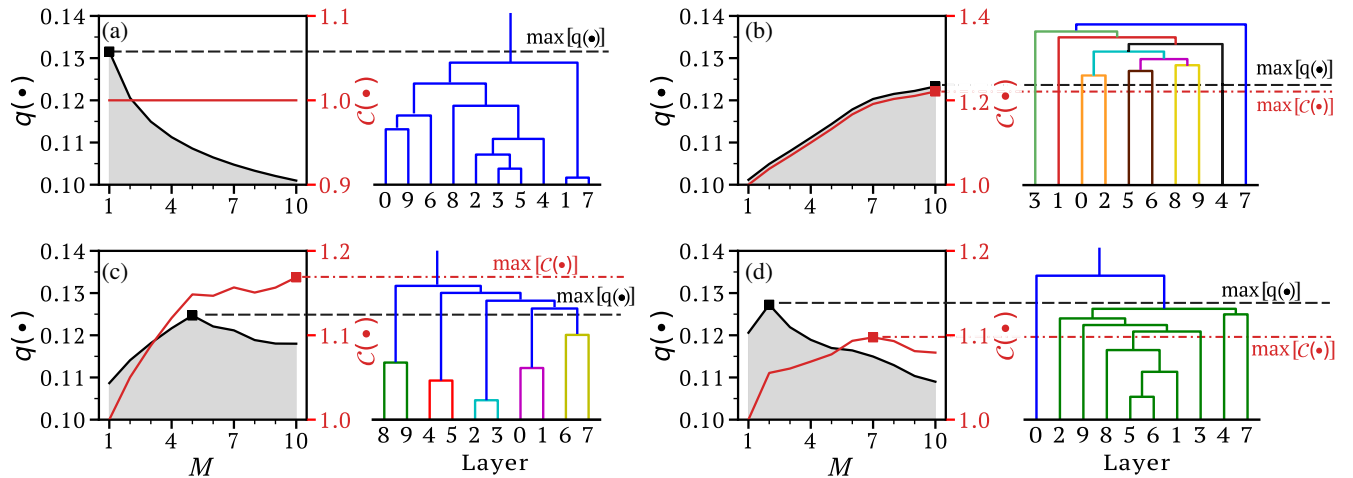 (a)
max[q(•)]
q(•)
0.14
0.13
0.12
0.11
0.10
1.1
1.0
0.9
C(•)
1 4 7 10
0 9 6 8 2 3 5 4 1 7
(b)
max[q(•)]
max[C(•)]
q(•)
0.14
0.13
0.12
0.11
0.10
1.4
1.2
1.0
C(•)
1 4 7 10
3 1 0 2 5 6 8 9 4 7
(c)
max[C(•)]
max[q(•)]
q(•)
0.14
0.13
0.12
0.11
0.10
1.2
1.1
1.0
C(•)
1 4 7 10
M
8 9 4 5 2 3 0 1 6 7
Layer
(d)
max[q(•)]
max[C(•)]
q(•)
0.14
0.13
0.12
0.11
0.10
1.2
1.1
1.0
C(•)
1 4 7 10
M
0 2 9 8 5 6 1 3 4 7
Layer